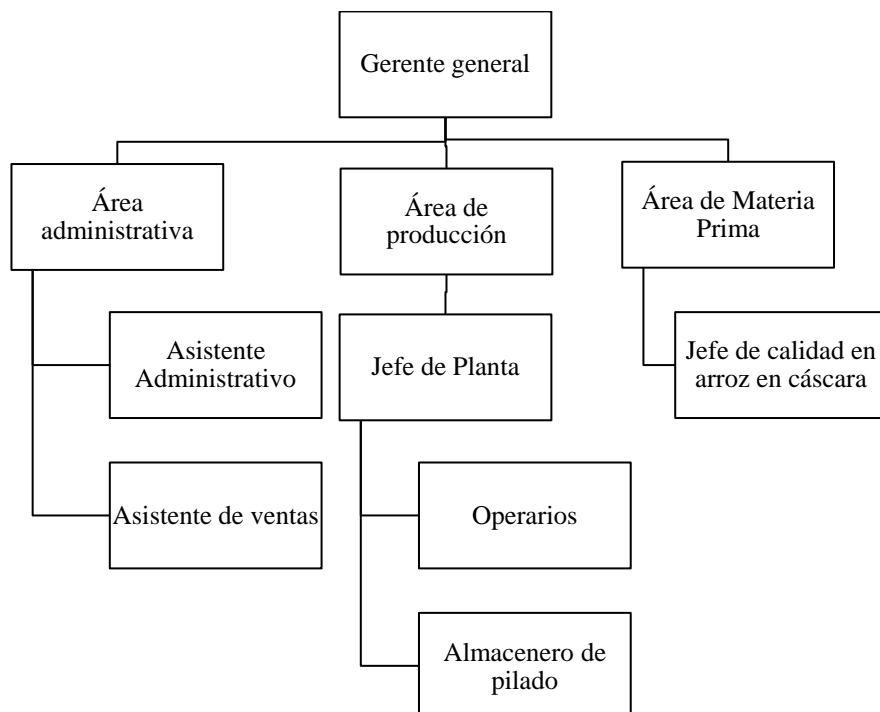 Gerente general
Área
administrativa
Área de
producción
Área de Materia
Prima
Asistente
Administrativo
Jefe de Planta
Jefe de calidad en
arroz en cáscara
Asistente de ventas
Operarios
Almacenero de
pilado